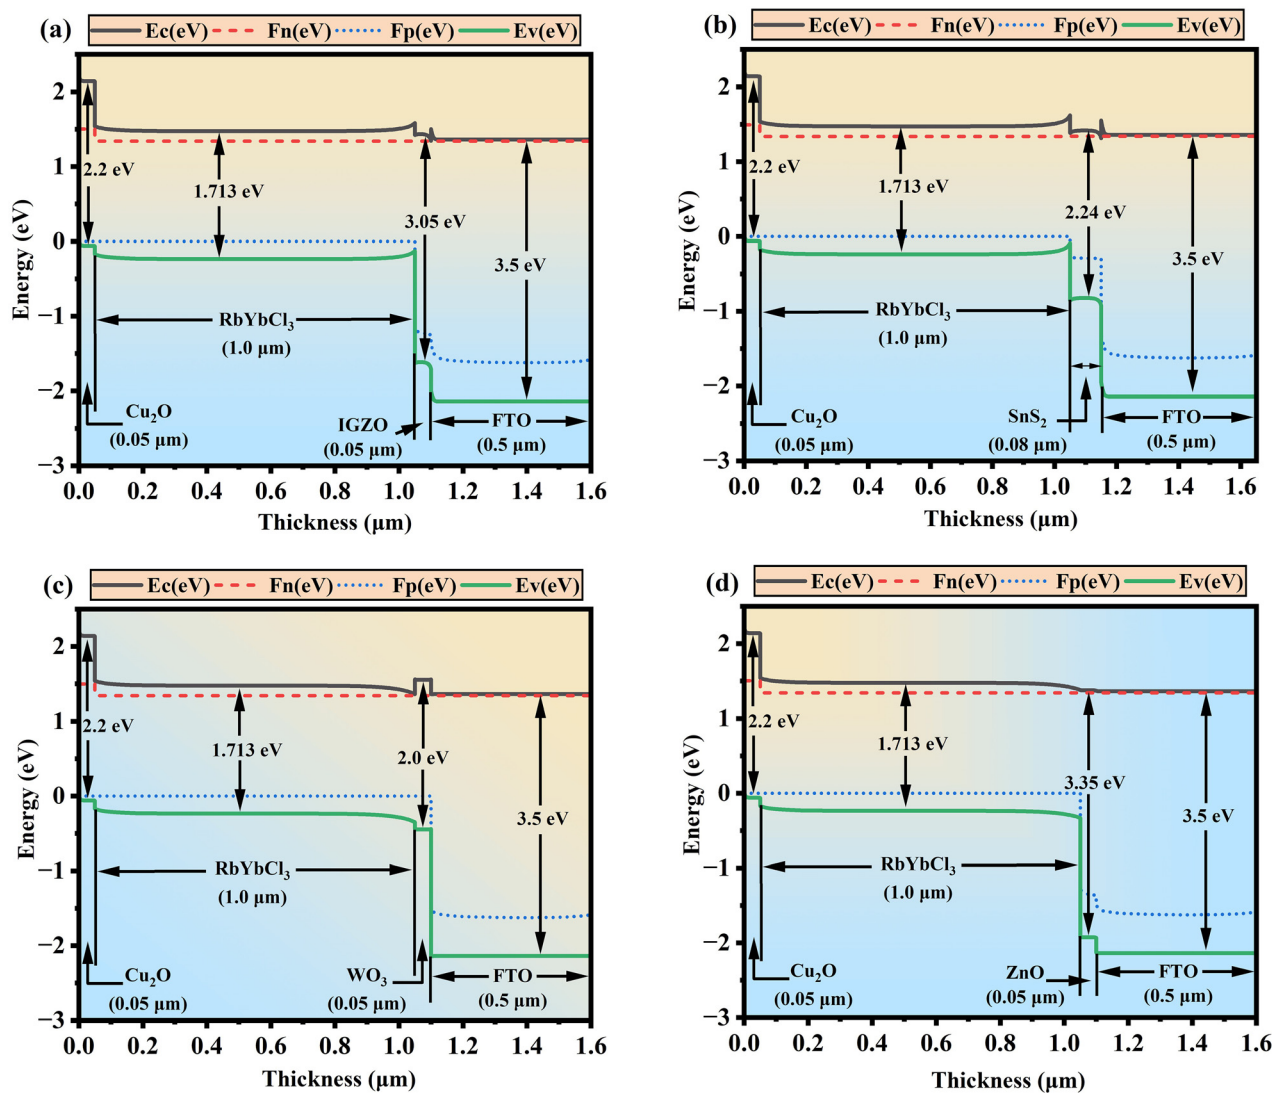 (a)
Ec(eV) Fn(eV) Fp(eV) Ev(eV)
Energy (eV)
2
1
0
−1
−2
−3
2.2 eV
1.713 eV
3.05 eV
3.5 eV
RbYbCl₃
(1.0 μm)
Cu₂O
(0.05 μm)
IGZO
(0.05 μm)
FTO
(0.5 μm)
0.0 0.2 0.4 0.6 0.8 1.0 1.2 1.4 1.6
Thickness (μm)
(b)
Ec(eV) Fn(eV) Fp(eV) Ev(eV)
Energy (eV)
2
1
0
−1
−2
−3
2.2 eV
1.713 eV
2.24 eV
3.5 eV
RbYbCl₃
(1.0 μm)
Cu₂O
(0.05 μm)
SnS₂
(0.08 μm)
FTO
(0.5 μm)
0.0 0.2 0.4 0.6 0.8 1.0 1.2 1.4 1.6
Thickness (μm)
(c)
Ec(eV) Fn(eV) Fp(eV) Ev(eV)
Energy (eV)
2
1
0
−1
−2
−3
2.2 eV
1.713 eV
2.0 eV
3.5 eV
RbYbCl₃
(1.0 μm)
Cu₂O
(0.05 μm)
WO₃
(0.05 μm)
FTO
(0.5 μm)
0.0 0.2 0.4 0.6 0.8 1.0 1.2 1.4 1.6
Thickness (μm)
(d)
Ec(eV) Fn(eV) Fp(eV) Ev(eV)
Energy (eV)
2
1
0
−1
−2
−3
2.2 eV
1.713 eV
3.35 eV
3.5 eV
RbYbCl₃
(1.0 μm)
Cu₂O
(0.05 μm)
ZnO
(0.05 μm)
FTO
(0.5 μm)
0.0 0.2 0.4 0.6 0.8 1.0 1.2 1.4 1.6
Thickness (μm)